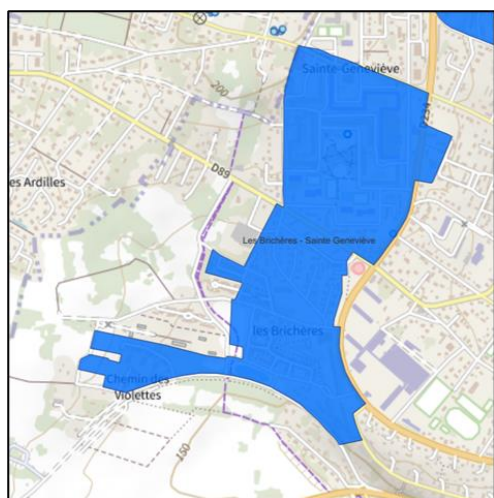 Sainte-Geneviève
200
D89
es Ardilles
Les Brichères - Sainte Geneviève
les Brichères
Chemin des
Violettes
150